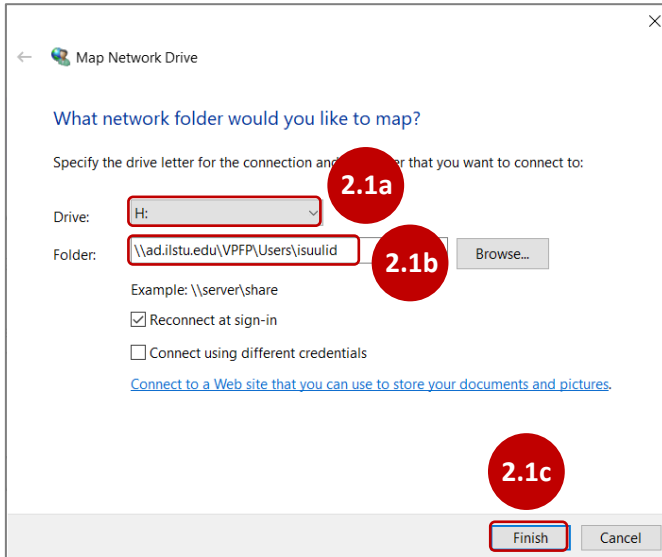 Map Network Drive
What network folder would you like to map?
Specify the drive letter for the connection and er that you want to connect to:
2.1a
Drive: H:
Folder: \\ad.ilstu.edu\VPFP\Users\isuulid Browse...
2.1b
Example: \\server\share
Reconnect at sign-in
Connect using different credentials
Connect to a Web site that you can use to store your documents and pictures.
2.1c
Finish Cancel